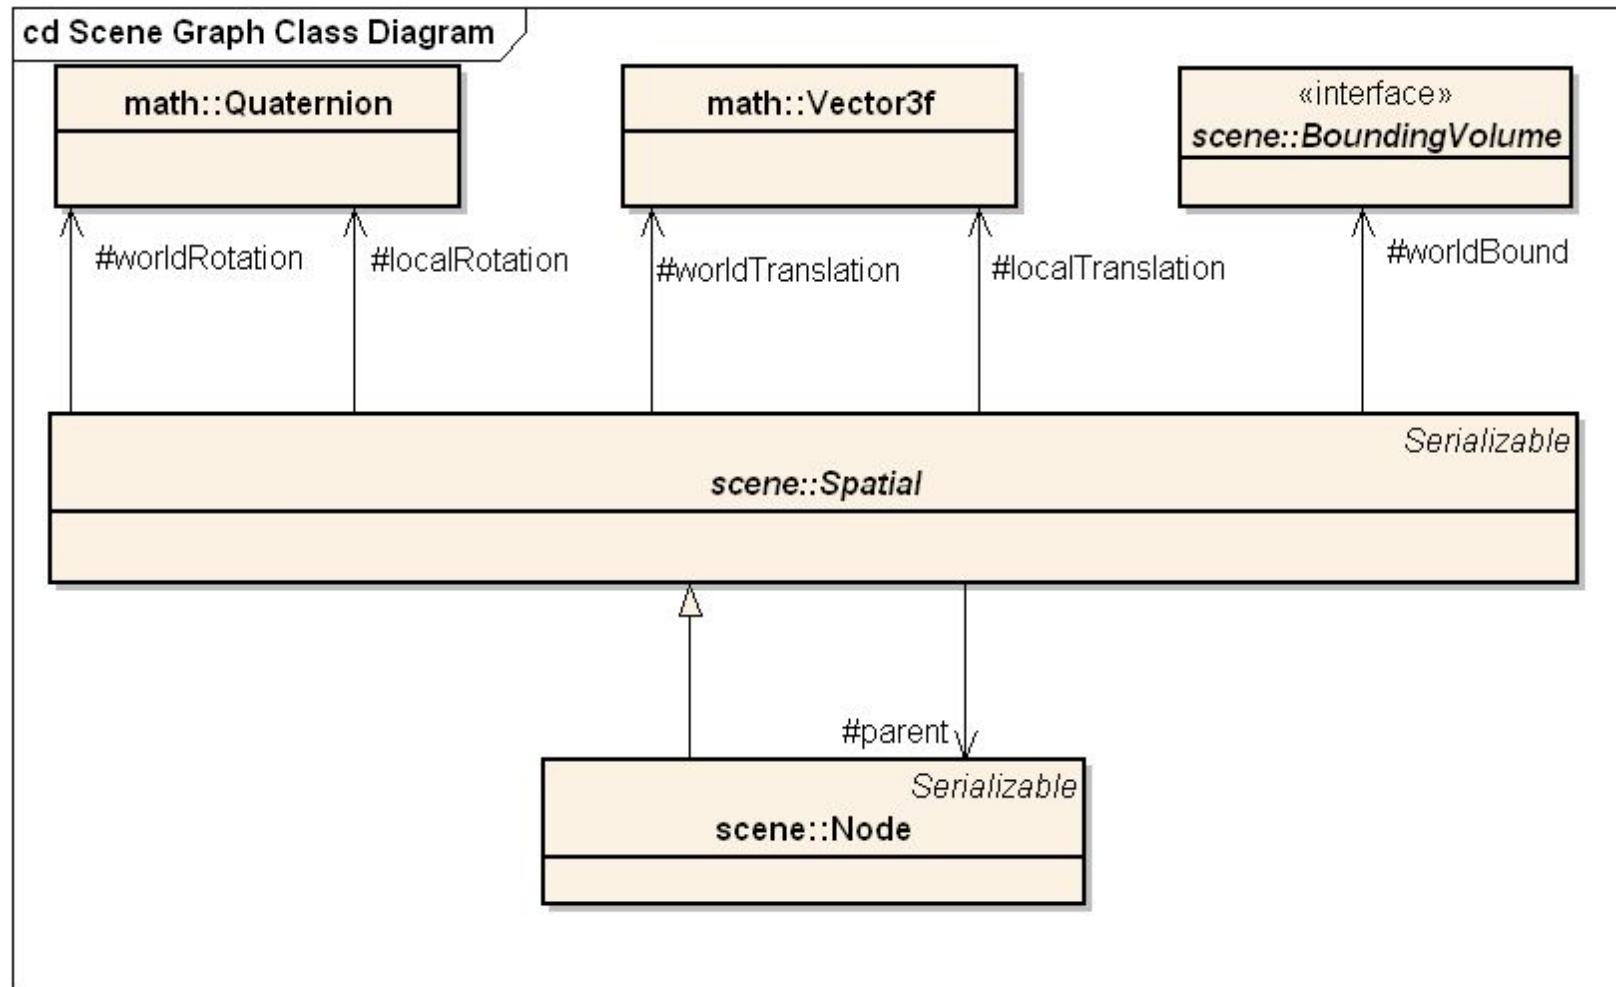 cd Scene Graph Class Diagram
math::Quaternion
math::Vector3f
«interface»
scene::BoundingVolume
#worldRotation
#localRotation
#worldTranslation
#localTranslation
#worldBound
Serializable
scene::Spatial
#parent
Serializable
scene::Node